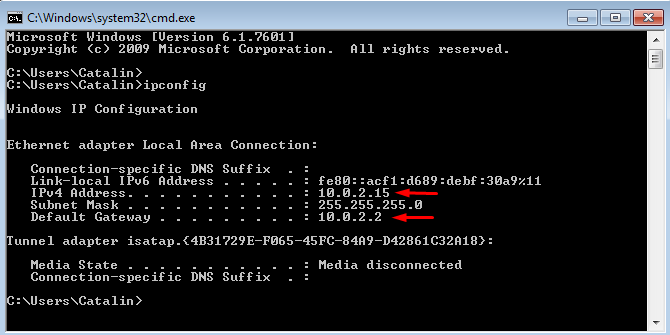 C:\Windows\system32\cmd.exe
Microsoft Windows [Version 6.1.7601]
Copyright (c) 2009 Microsoft Corporation.  All rights reserved.
C:\Users\Catalin>
C:\Users\Catalin>ipconfig
Windows IP Configuration
Ethernet adapter Local Area Connection:
   Connection-specific DNS Suffix  . :
   Link-local IPv6 Address . . . . . : fe80::acf1:d689:debf:30a9%11
   IPv4 Address. . . . . . . . . . . : 10.0.2.15
   Subnet Mask . . . . . . . . . . . : 255.255.255.0
   Default Gateway . . . . . . . . . : 10.0.2.2
Tunnel adapter isatap.{4B31729E-F065-45FC-84A9-D42861C32A18}:
   Media State . . . . . . . . . . . : Media disconnected
   Connection-specific DNS Suffix  . :
C:\Users\Catalin>